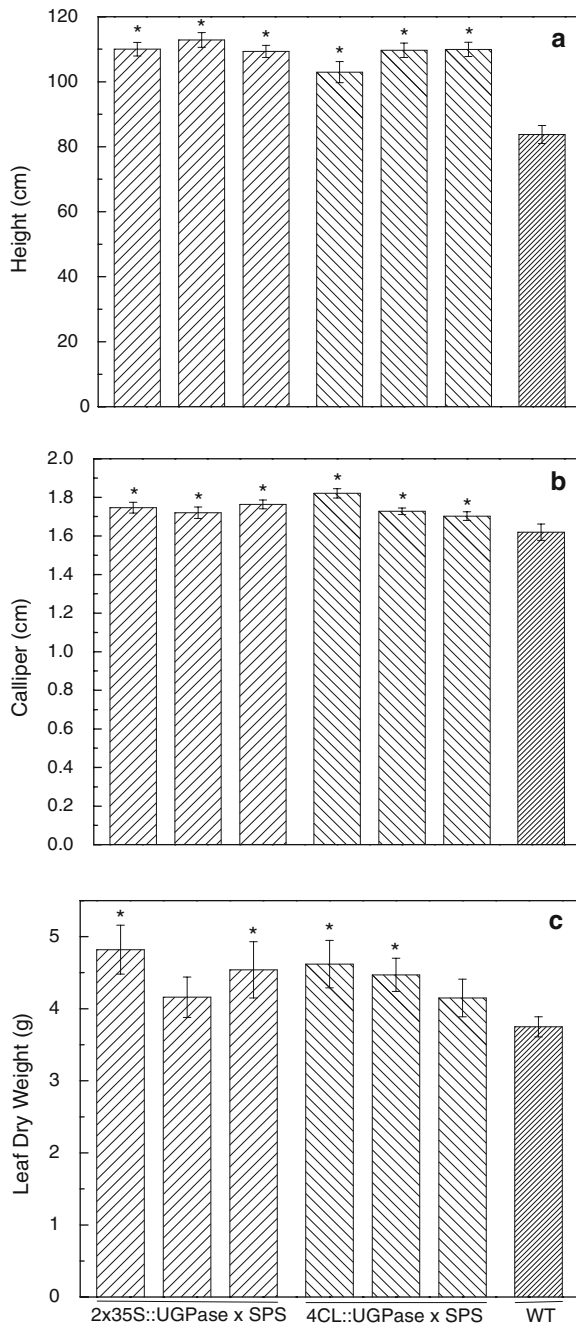 120
100
80
60
40
20
0
Height (cm)
* * * * * *
a
2.0
1.8
1.6
1.4
1.2
1.0
0.8
0.6
0.4
0.2
0.0
Calliper (cm)
* * * * * *
b
5
4
3
2
1
0
Leaf Dry Weight (g)
* * * *
c
2x35S::UGPase x SPS 4CL::UGPase x SPS WT